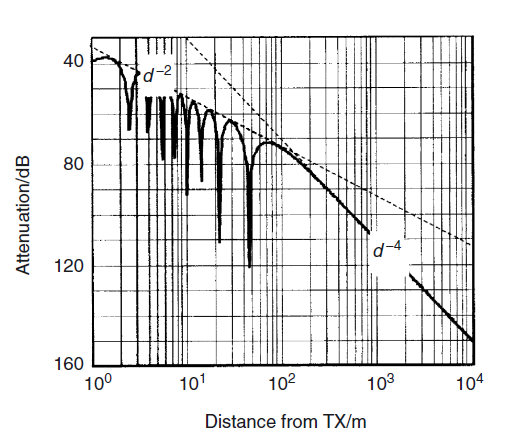 40
80
120
160
Attenuation/dB
d⁻²
d⁻⁴
10⁰ 10¹ 10² 10³ 10⁴
Distance from TX/m